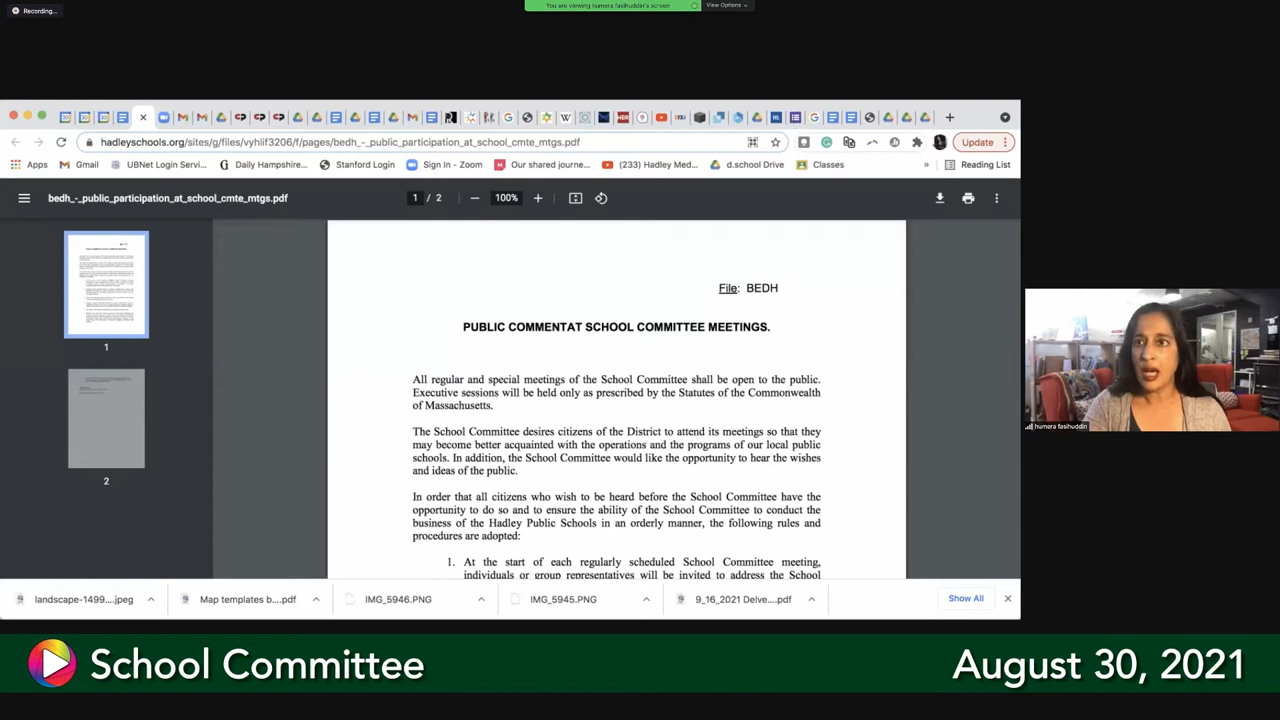 Recording...
You are viewing humera fasihuddin's screen
View Options
hadleyschools.org/sites/g/files/vyhlif3206/f/pages/bedh_-_public_participation_at_school_cmte_mtgs.pdf
Update
Apps
Gmail
UBNet Login Servi...
Daily Hampshire...
Stanford Login
Sign In - Zoom
Our shared journe...
(233) Hadley Med...
d.school Drive
Classes
»
Reading List
bedh_-_public_participation_at_school_cmte_mtgs.pdf
1 / 2
100%
File: BEDH
PUBLIC COMMENTAT SCHOOL COMMITTEE MEETINGS.
All regular and special meetings of the School Committee shall be open to the public.
Executive sessions will be held only as prescribed by the Statutes of the Commonwealth
of Massachusetts.
The School Committee desires citizens of the District to attend its meetings so that they
may become better acquainted with the operations and the programs of our local public
schools. In addition, the School Committee would like the opportunity to hear the wishes
and ideas of the public.
In order that all citizens who wish to be heard before the School Committee have the
opportunity to do so and to ensure the ability of the School Committee to conduct the
business of the Hadley Public Schools in an orderly manner, the following rules and
procedures are adopted:
1. At the start of each regularly scheduled School Committee meeting,
individuals or group representatives will be invited to address the School
1
2
humera fasihuddin
landscape-1499....jpeg
Map templates b....pdf
IMG_5946.PNG
IMG_5945.PNG
9_16_2021 Delve....pdf
Show All
School Committee
August 30, 2021